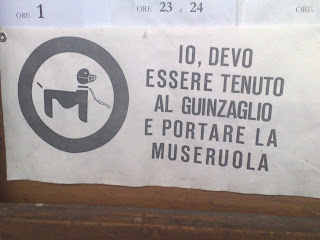 ORE 1
ORE 23 e 24
ORE
IO, DEVO
ESSERE TENUTO
AL GUINZAGLIO
E PORTARE LA
MUSERUOLA